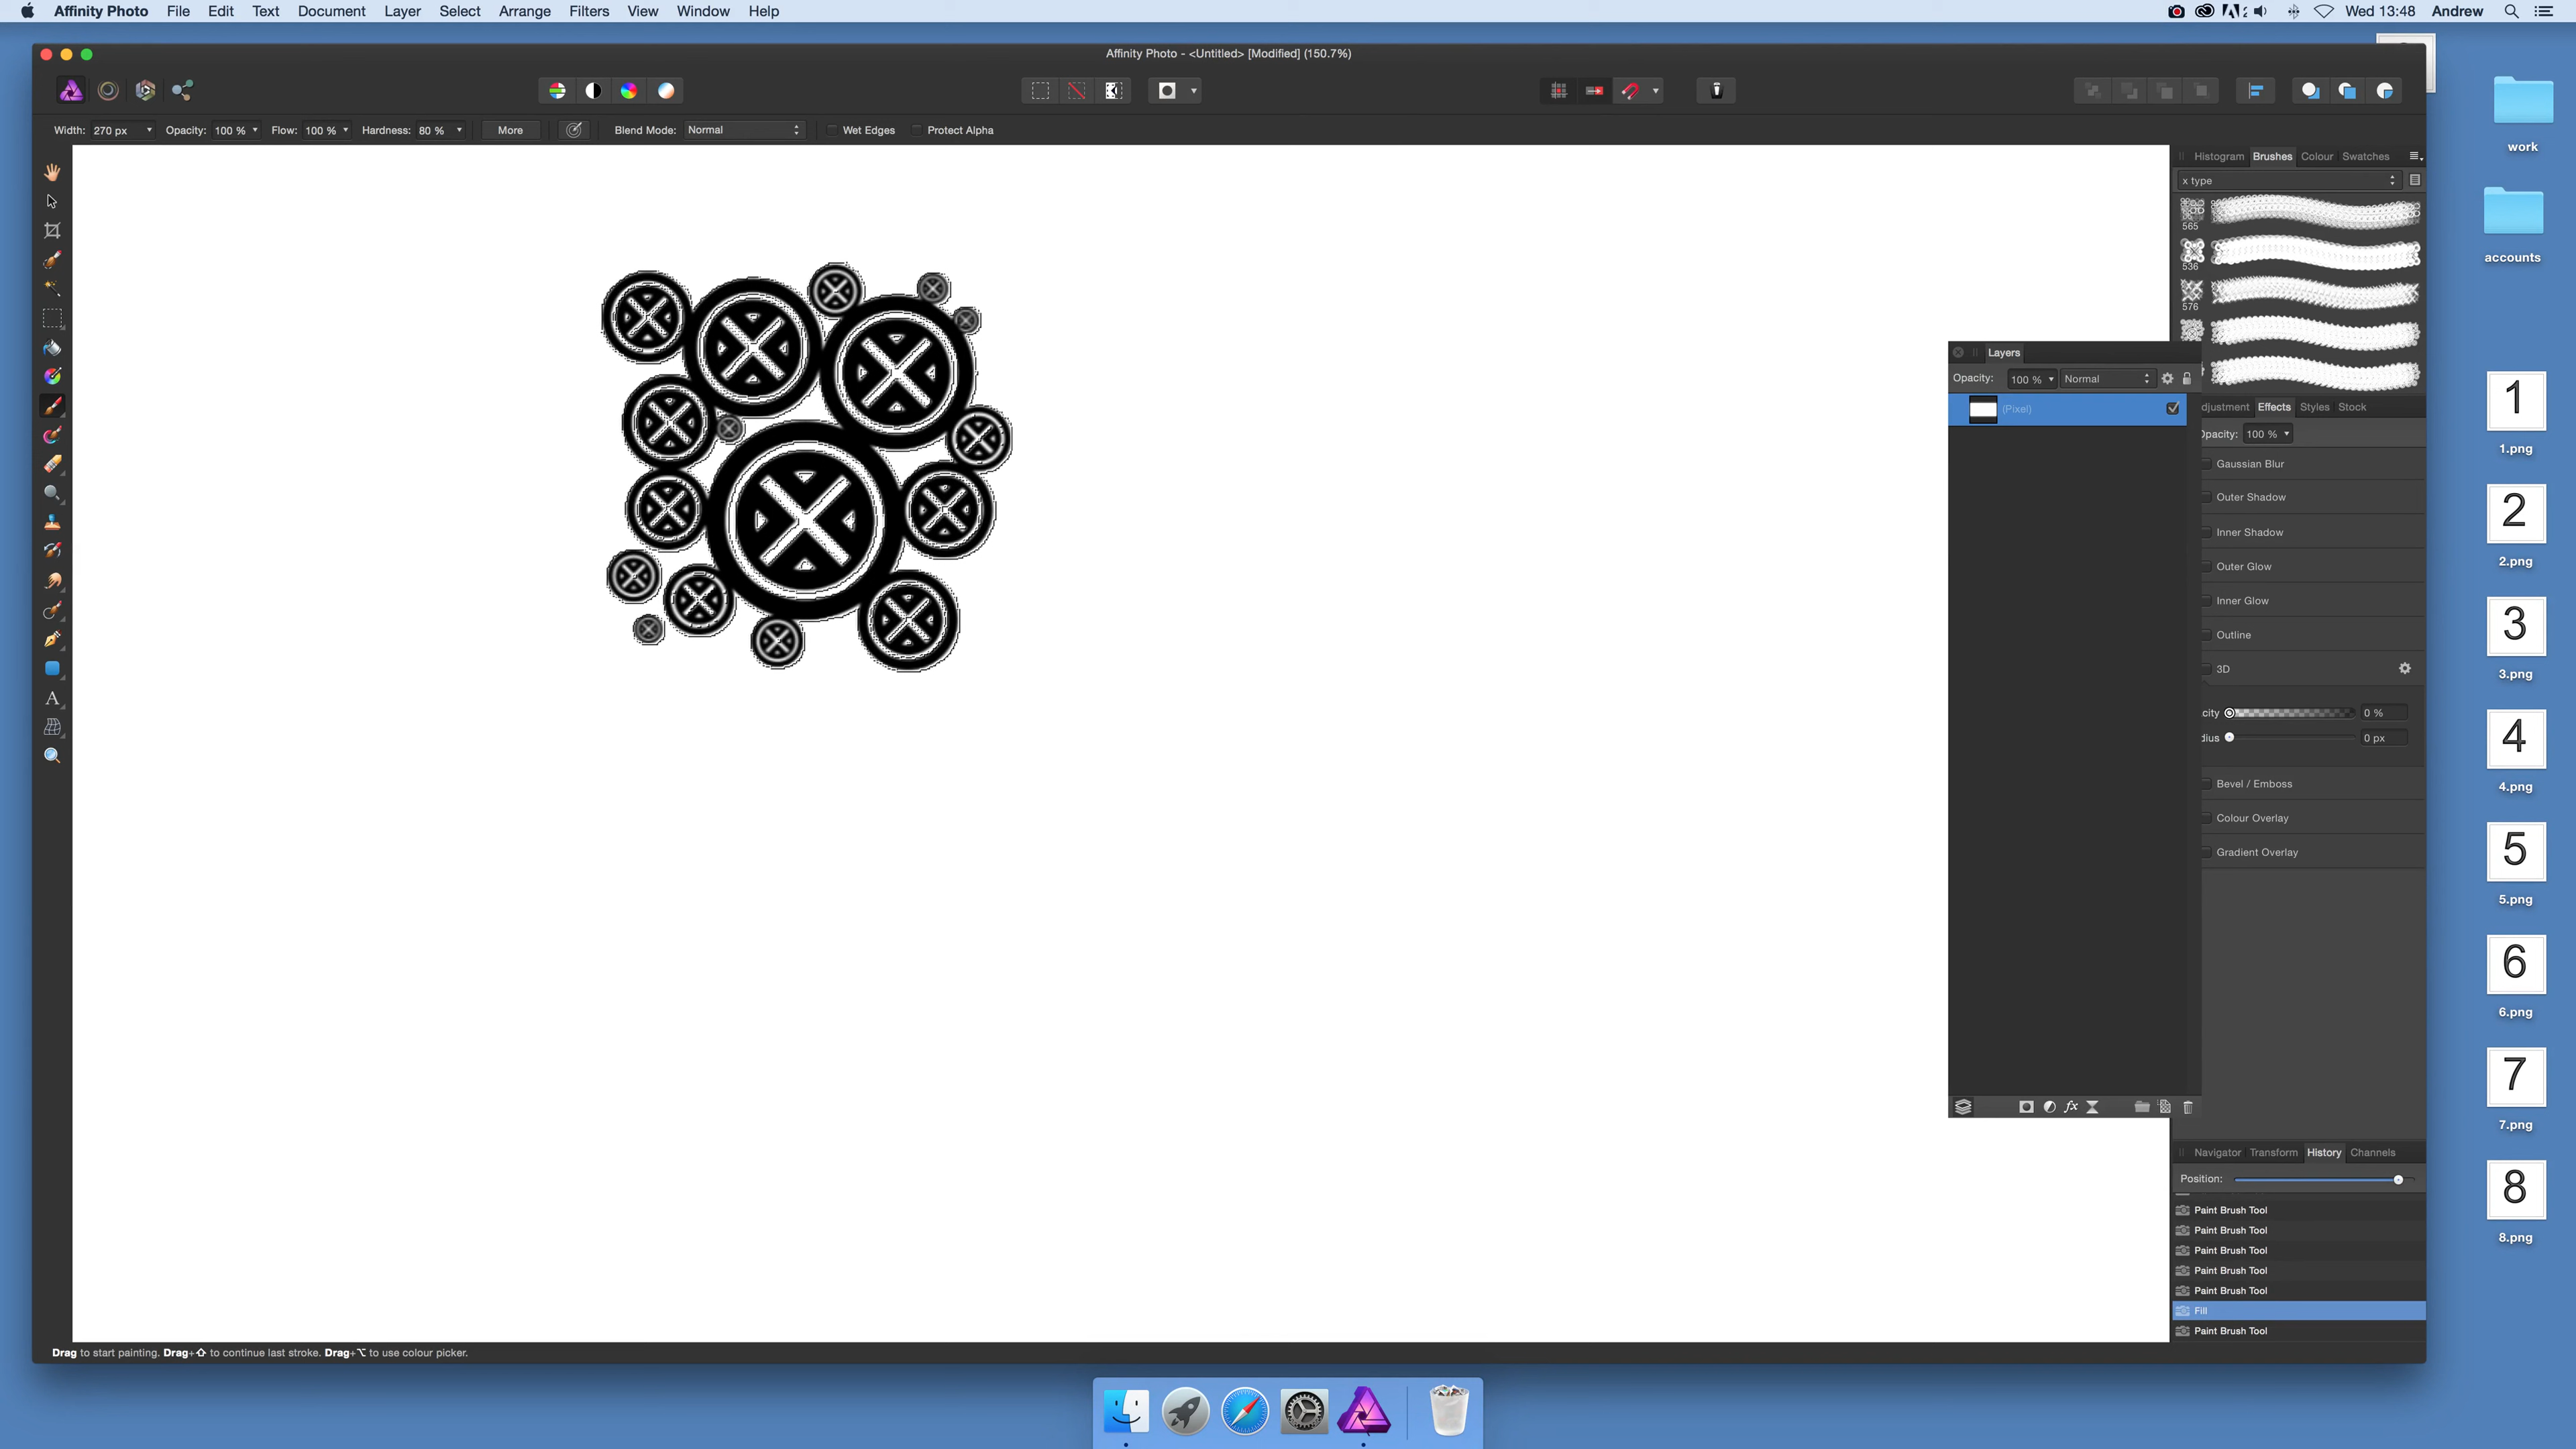 Affinity Photo File Edit Text Document Layer Select Arrange Filters View Window Help
2 Wed 13:48 Andrew
Affinity Photo - <Untitled> [Modified] (150.7%)
Width: 270 px Opacity: 100 % Flow: 100 % Hardness: 80 % More Blend Mode: Normal Wet Edges Protect Alpha
Histogram Brushes Colour Swatches
x type
565
536
576
Layers
Opacity: 100 % Normal
(Pixel)
djustment Effects Styles Stock
Opacity: 100 %
Gaussian Blur
Outer Shadow
Inner Shadow
Outer Glow
Inner Glow
Outline
3D
city 0 %
dius 0 px
Bevel / Emboss
Colour Overlay
Gradient Overlay
fx
Navigator Transform History Channels
Position:
Paint Brush Tool
Paint Brush Tool
Paint Brush Tool
Paint Brush Tool
Paint Brush Tool
Fill
Paint Brush Tool
Drag to start painting. Drag+⇧ to continue last stroke. Drag+⌥ to use colour picker.
work
accounts
1
1.png
2
2.png
3
3.png
4
4.png
5
5.png
6
6.png
7
7.png
8
8.png
A